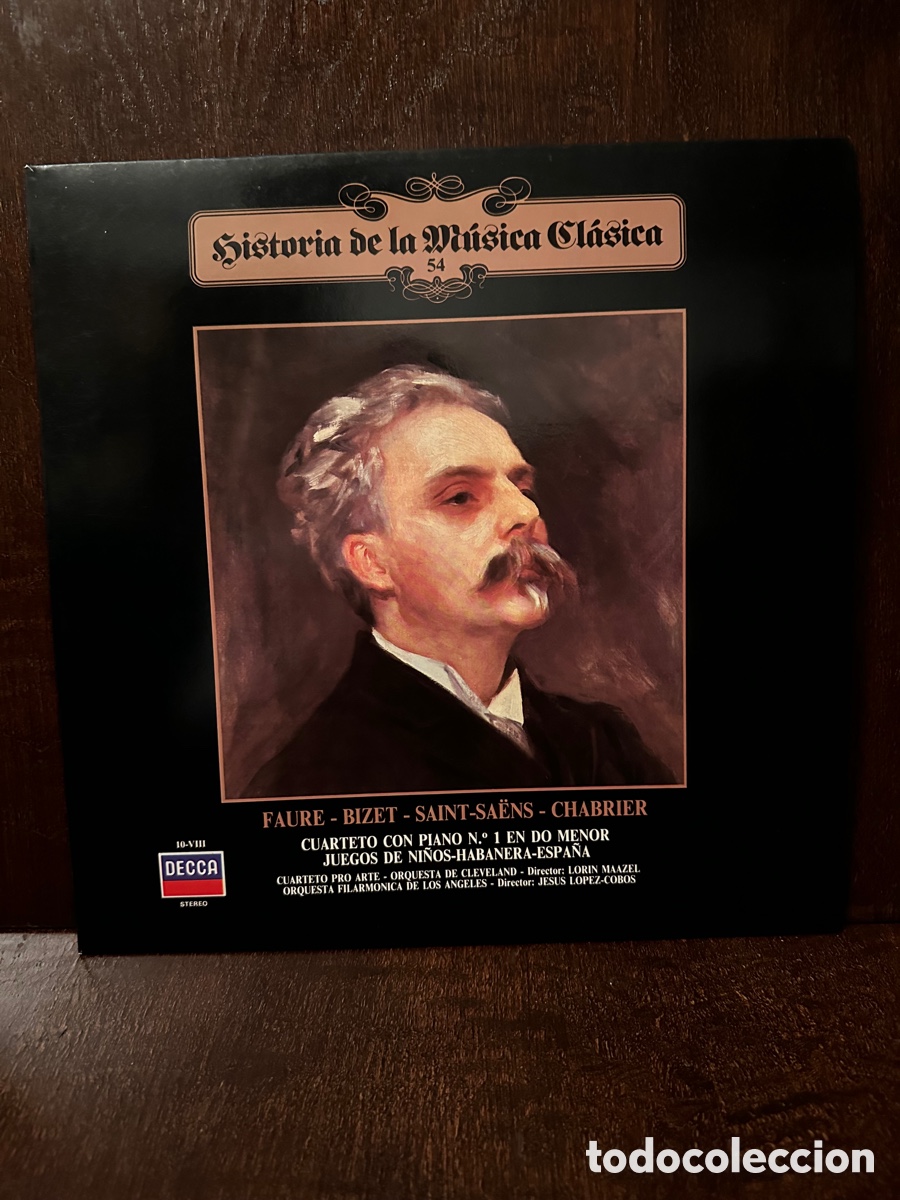 Historia de la Música Clásica
54
FAURE - BIZET - SAINT-SAËNS - CHABRIER
CUARTETO CON PIANO N.º 1 EN DO MENOR
JUEGOS DE NIÑOS-HABANERA-ESPAÑA
CUARTETO PRO ARTE - ORQUESTA DE CLEVELAND - Director: LORIN MAAZEL
ORQUESTA FILARMONICA DE LOS ANGELES - Director: JESUS LOPEZ-COBOS
10-VIII
DECCA
STEREO
todocoleccion